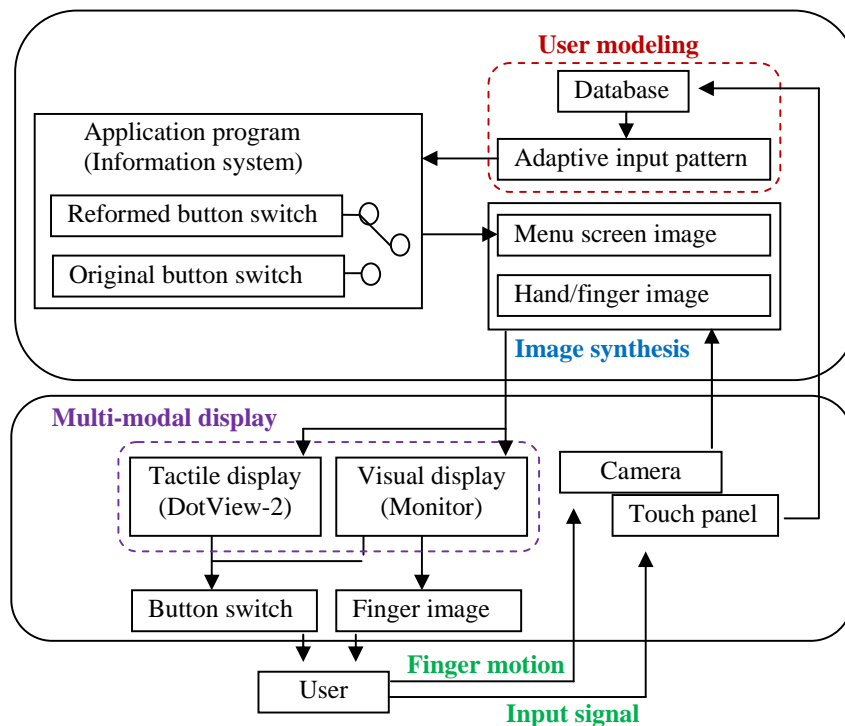 User modeling
Database
Adaptive input pattern
Application program
(Information system)
Reformed button switch
Original button switch
Menu screen image
Hand/finger image
Image synthesis
Multi-modal display
Tactile display
(DotView-2)
Visual display
(Monitor)
Camera
Touch panel
Button switch
Finger image
User
Finger motion
Input signal